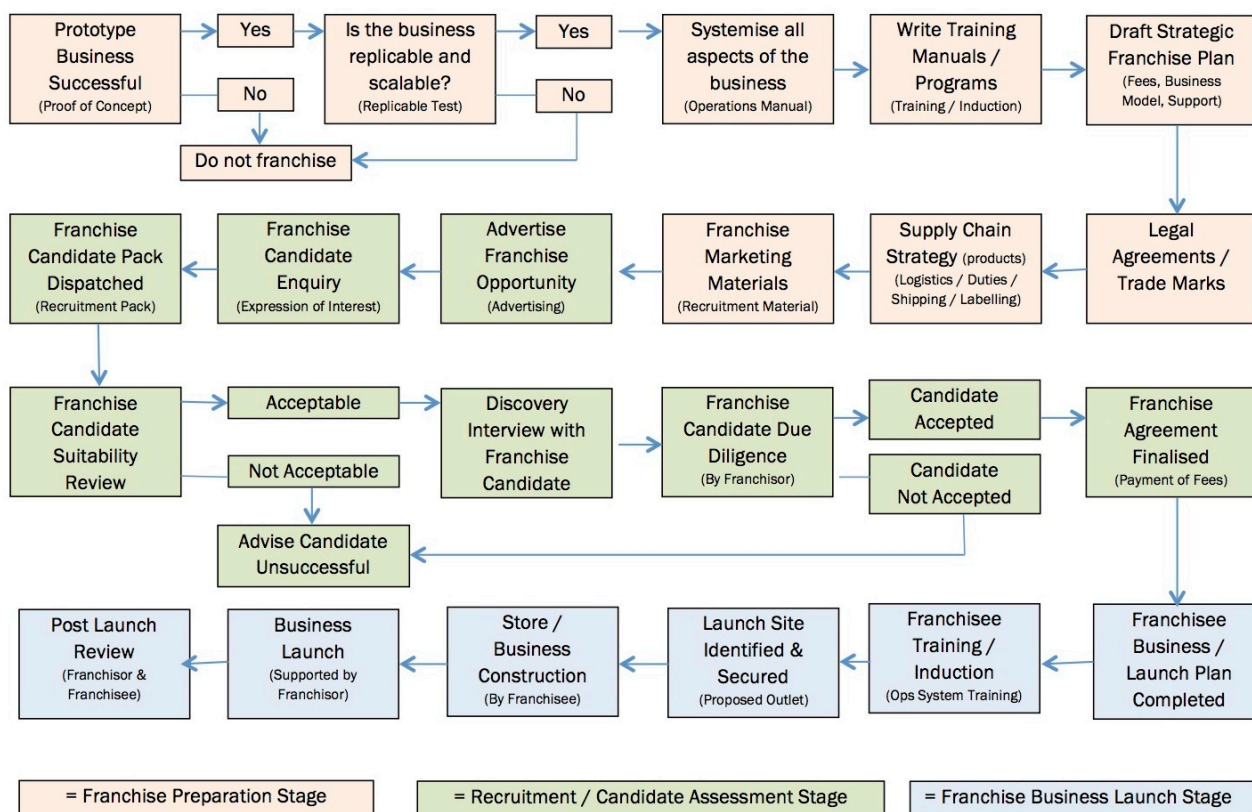 Prototype
Business
Successful
(Proof of Concept)
Yes
No
Is the business
replicable and
scalable?
(Replicable Test)
Yes
No
Systemise all
aspects of the
business
(Operations Manual)
Write Training
Manuals /
Programs
(Training / Induction)
Draft Strategic
Franchise Plan
(Fees, Business
Model, Support)
Do not franchise
Franchise
Candidate Pack
Dispatched
(Recruitment Pack)
Franchise
Candidate
Enquiry
(Expression of Interest)
Advertise
Franchise
Opportunity
(Advertising)
Franchise
Marketing
Materials
(Recruitment Material)
Supply Chain
Strategy (products)
(Logistics / Duties /
Shipping / Labelling)
Legal
Agreements /
Trade Marks
Franchise
Candidate
Suitability
Review
Acceptable
Not Acceptable
Discovery
Interview with
Franchise
Candidate
Franchise
Candidate Due
Diligence
(By Franchisor)
Candidate
Accepted
Candidate
Not Accepted
Franchise
Agreement
Finalised
(Payment of Fees)
Advise Candidate
Unsuccessful
Post Launch
Review
(Franchisor &
Franchisee)
Business
Launch
(Supported by
Franchisor)
Store /
Business
Construction
(By Franchisee)
Launch Site
Identified &
Secured
(Proposed Outlet)
Franchisee
Training /
Induction
(Ops System Training)
Franchisee
Business /
Launch Plan
Completed
= Franchise Preparation Stage
= Recruitment / Candidate Assessment Stage
= Franchise Business Launch Stage